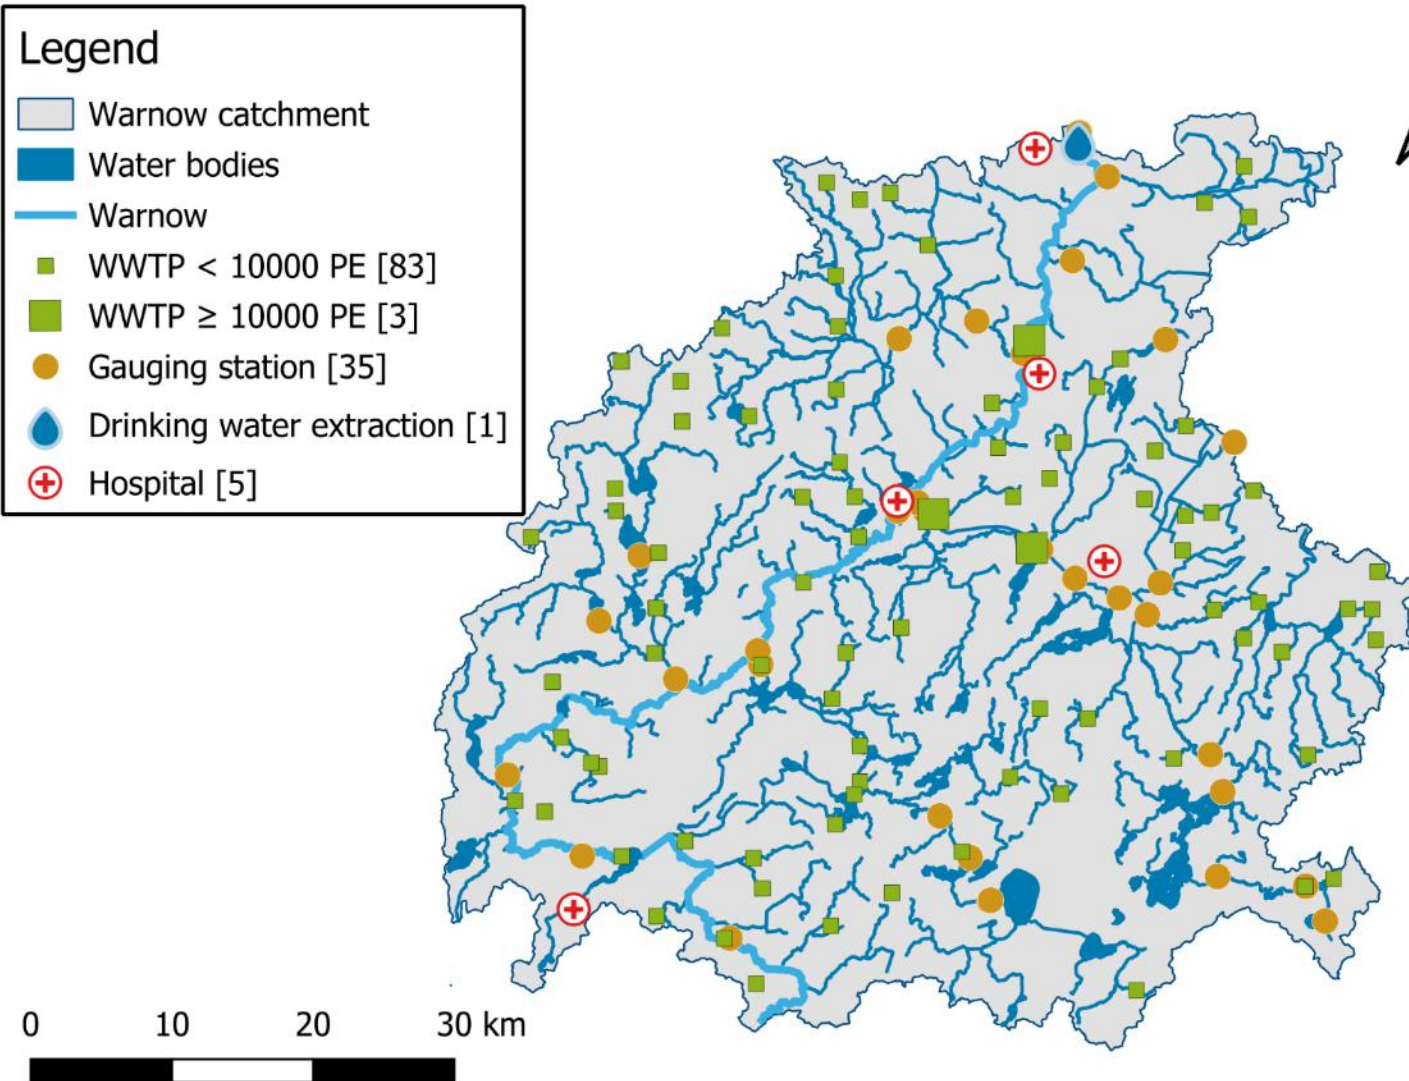 Legend
Warnow catchment
Water bodies
Warnow
WWTP < 10000 PE [83]
WWTP ≥ 10000 PE [3]
Gauging station [35]
Drinking water extraction [1]
Hospital [5]
0 10 20 30 km